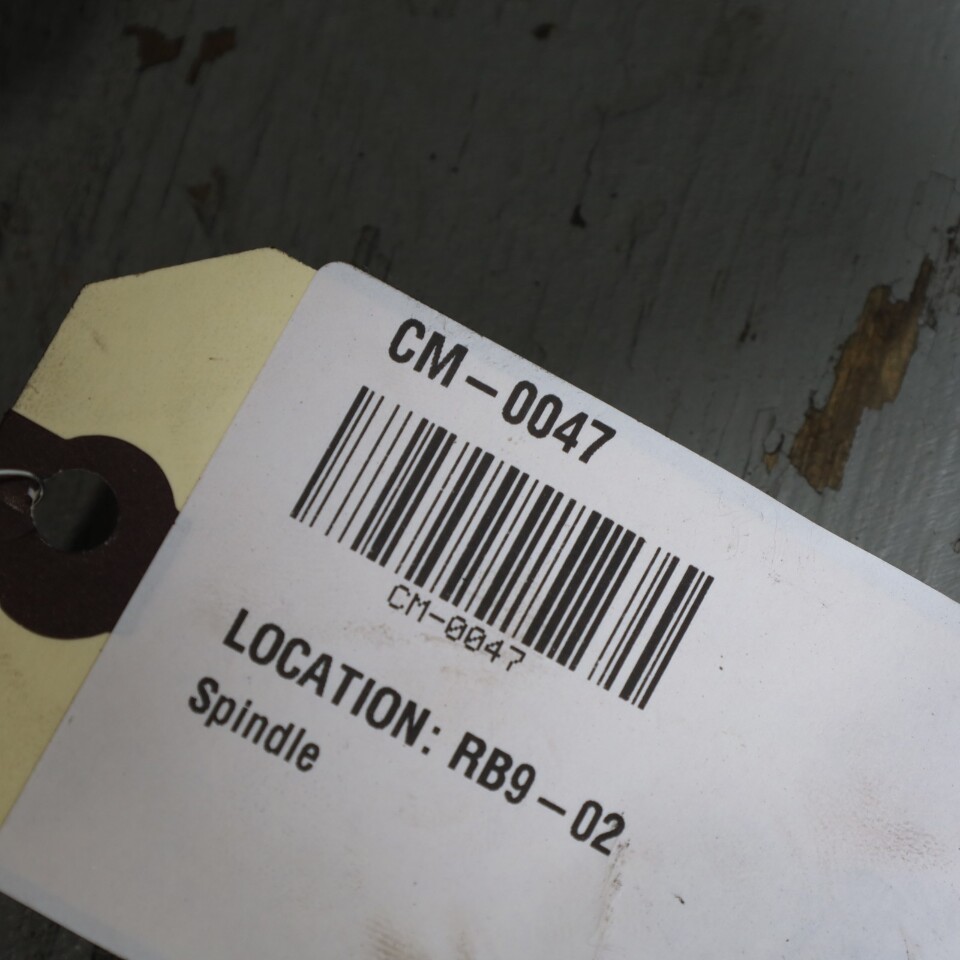 CM-0047
CM-0047
LOCATION: RB9-02
Spindle